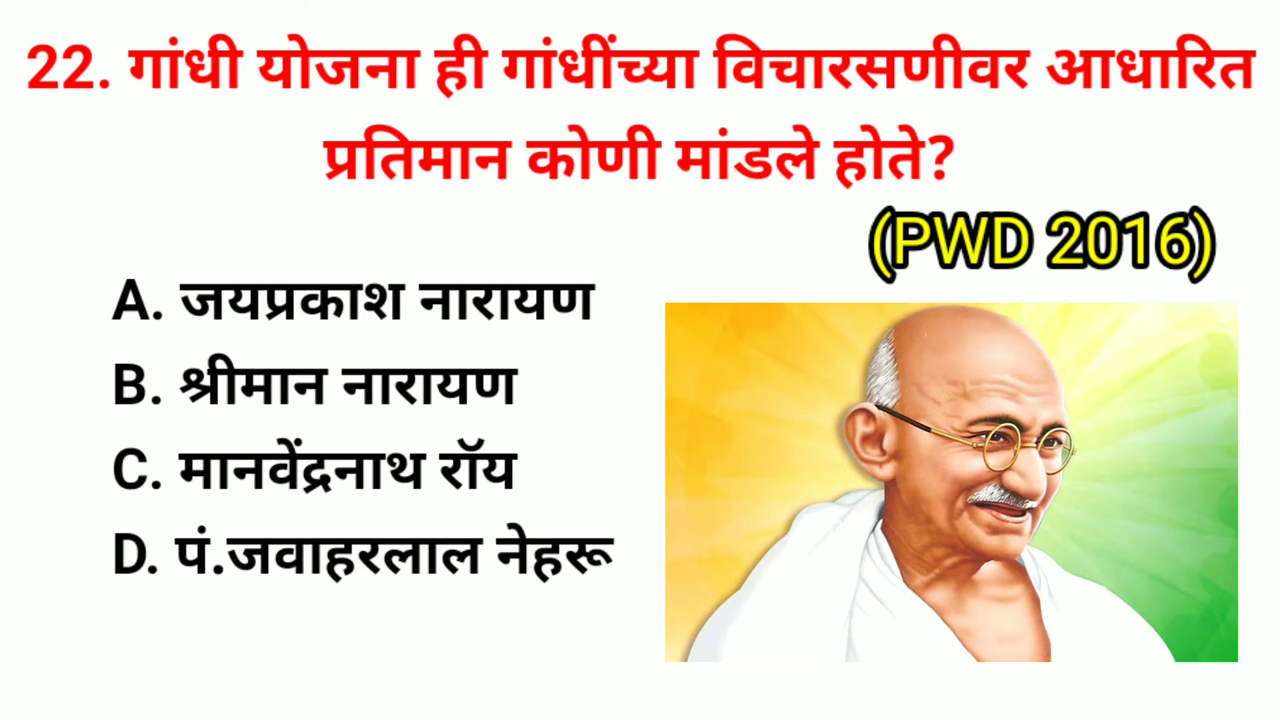 22. गांधी योजना ही गांधींच्या विचारसणीवर आधारित
प्रतिमान कोणी मांडले होते?
(PWD 2016)
A. जयप्रकाश नारायण
B. श्रीमान नारायण
C. मानवेंद्रनाथ रॉय
D. पं.जवाहरलाल नेहरू